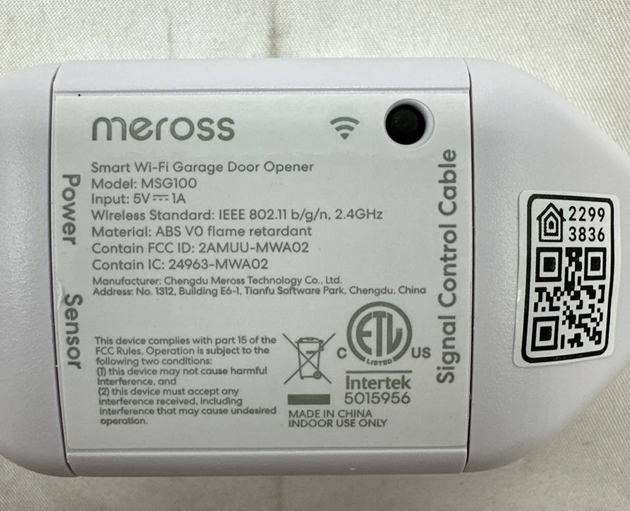 meross
Smart Wi-Fi Garage Door Opener
Model: MSG100
Input: 5V⎓1A
Wireless Standard: IEEE 802.11 b/g/n, 2.4GHz
Material: ABS V0 flame retardant
Contain FCC ID: 2AMUU-MWA02
Contain IC: 24963-MWA02
Manufacturer: Chengdu Meross Technology Co., Ltd.
Address: No. 1312, Building E6-1, Tianfu Software Park, Chengdu, China
This device complies with part 15 of the
FCC Rules. Operation is subject to the
following two conditions:
(1) this device may not cause harmful
interference, and
(2) this device must accept any
interference received, including
interference that may cause undesired
operation.
C ETL US
LISTED
Intertek
5015956
MADE IN CHINA
INDOOR USE ONLY
Power
Sensor
Signal Control Cable
2299
3836